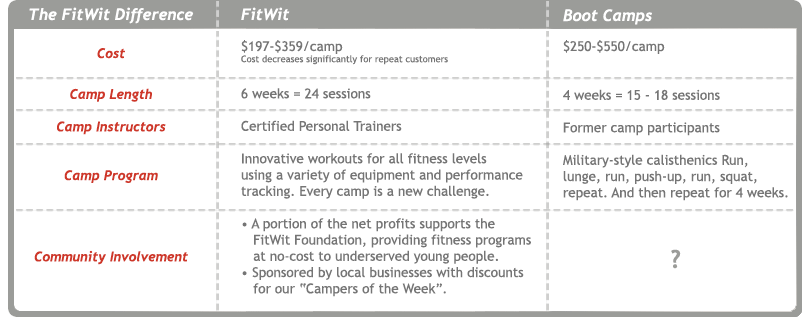 The FitWit Difference FitWit Boot Camps
Cost
$197-$359/camp
Cost decreases significantly for repeat customers
$250-$550/camp
Camp Length
6 weeks = 24 sessions
4 weeks = 15 - 18 sessions
Camp Instructors
Certified Personal Trainers
Former camp participants
Camp Program
Innovative workouts for all fitness levels
using a variety of equipment and performance
tracking. Every camp is a new challenge.
Military-style calisthenics Run,
lunge, run, push-up, run, squat,
repeat. And then repeat for 4 weeks.
Community Involvement
• A portion of the net profits supports the
FitWit Foundation, providing fitness programs
at no-cost to underserved young people.
• Sponsored by local businesses with discounts
for our “Campers of the Week”.
?